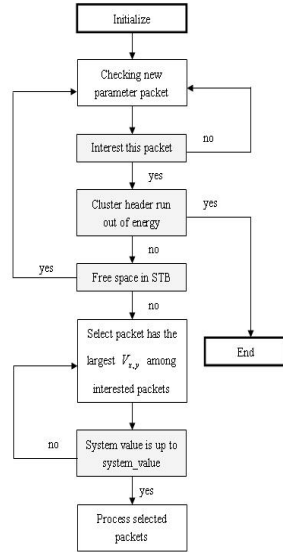 Initialize
Checking new
parameter packet
Interest this packet
no
yes
Cluster header run
out of energy
yes
no
yes
Free space in STB
no
Select packet has the
largest V_{x,p} among
interested packets
End
no
System value is up to
system_value
yes
Process selected
packets